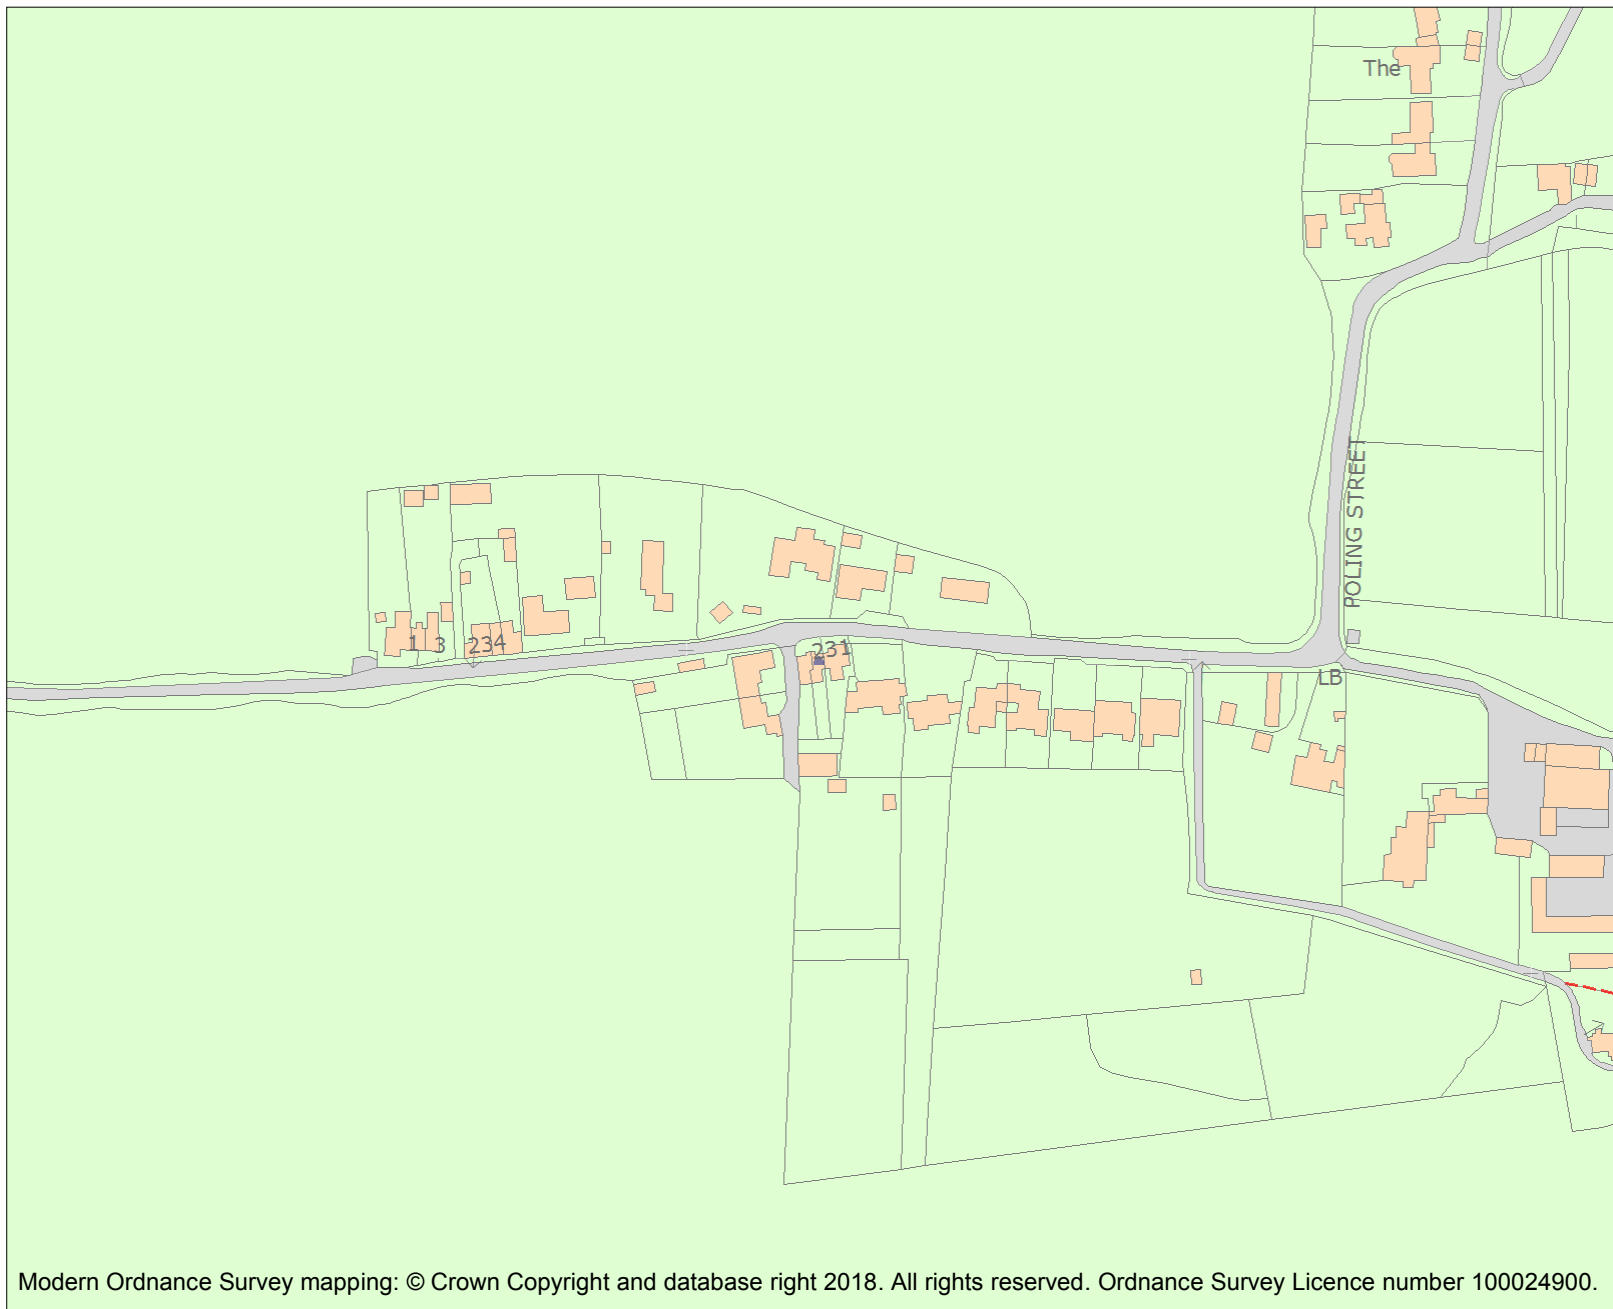 The
POLING STREET
1
3
234
231
LB
Modern Ordnance Survey mapping: © Crown Copyright and database right 2018. All rights reserved. Ordnance Survey Licence number 100024900.